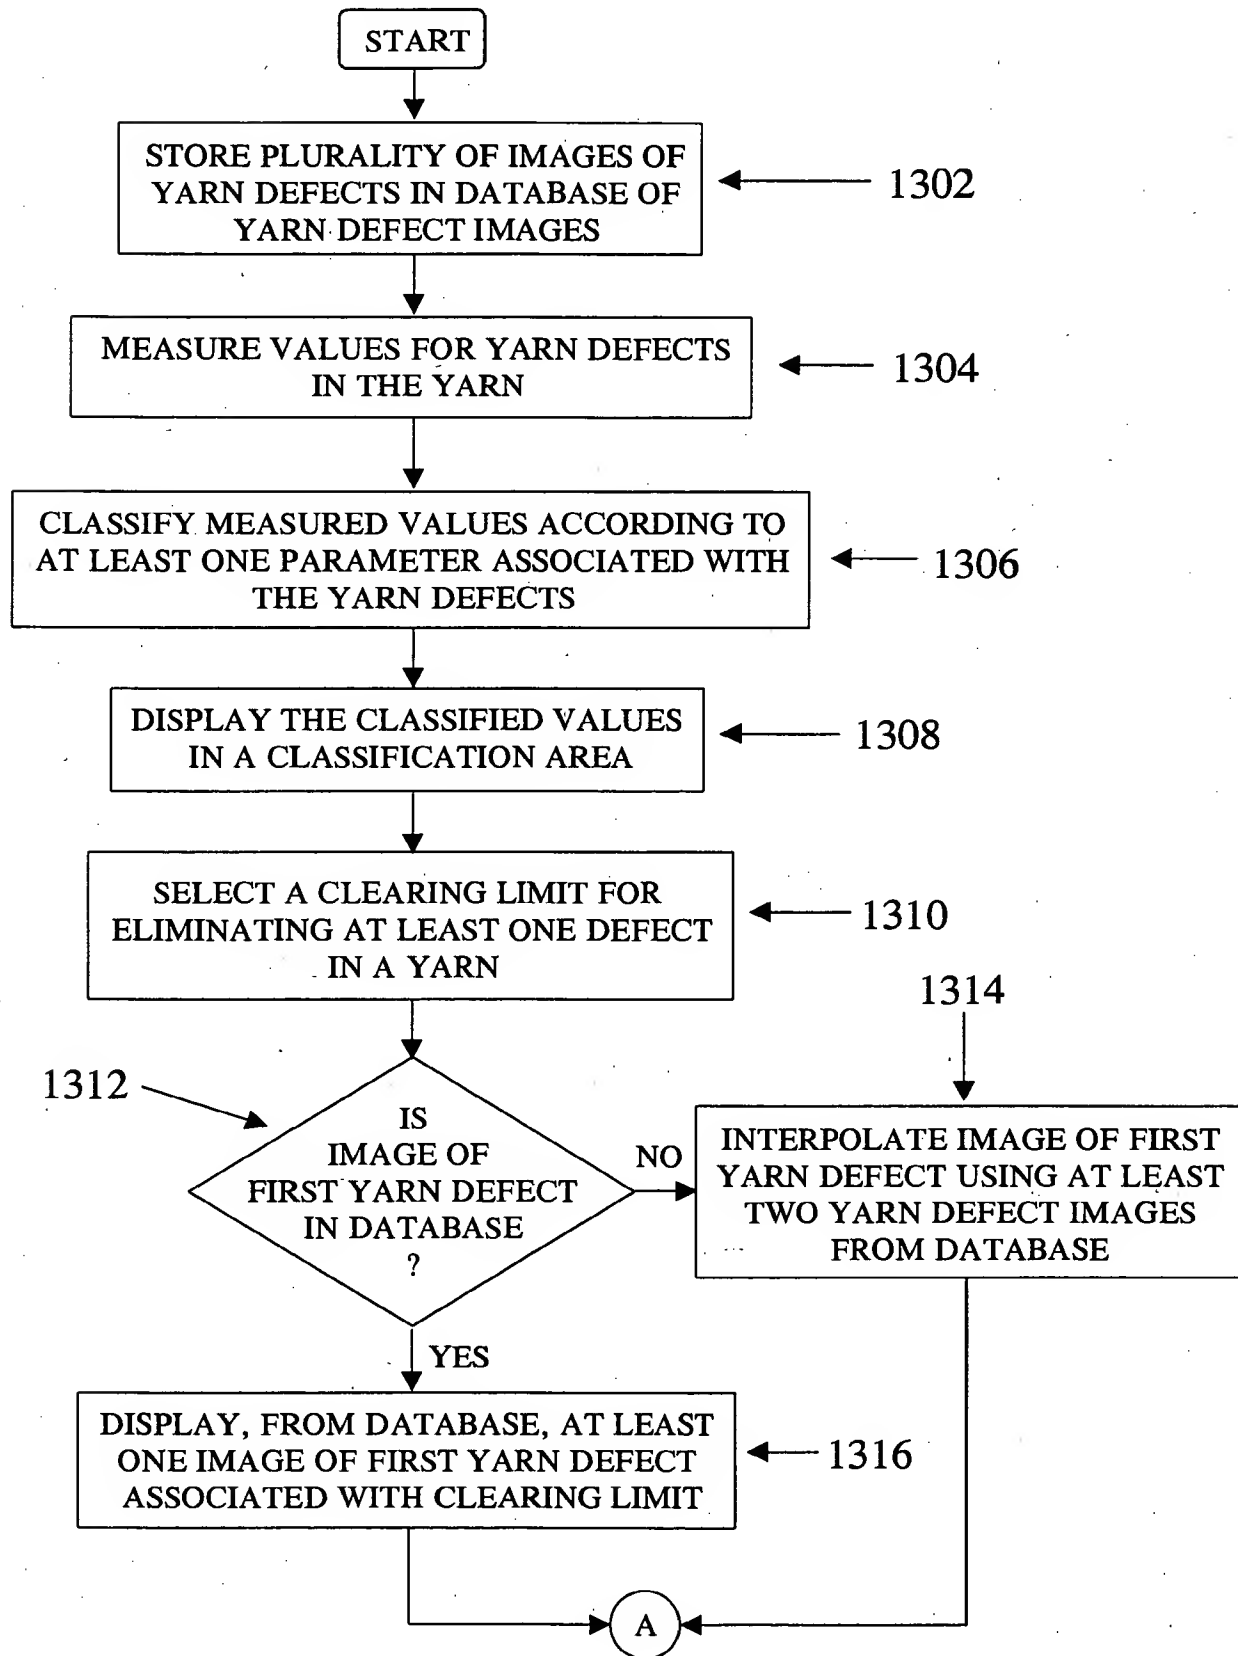 START
STORE PLURALITY OF IMAGES OF
YARN DEFECTS IN DATABASE OF
YARN DEFECT IMAGES
1302
MEASURE VALUES FOR YARN DEFECTS
IN THE YARN
1304
CLASSIFY MEASURED VALUES ACCORDING TO
AT LEAST ONE PARAMETER ASSOCIATED WITH
THE YARN DEFECTS
1306
DISPLAY THE CLASSIFIED VALUES
IN A CLASSIFICATION AREA
1308
SELECT A CLEARING LIMIT FOR
ELIMINATING AT LEAST ONE DEFECT
IN A YARN
1310
1312
IS
IMAGE OF
FIRST YARN DEFECT
IN DATABASE
?
NO
1314
INTERPOLATE IMAGE OF FIRST
YARN DEFECT USING AT LEAST
TWO YARN DEFECT IMAGES
FROM DATABASE
YES
DISPLAY, FROM DATABASE, AT LEAST
ONE IMAGE OF FIRST YARN DEFECT
ASSOCIATED WITH CLEARING LIMIT
1316
A